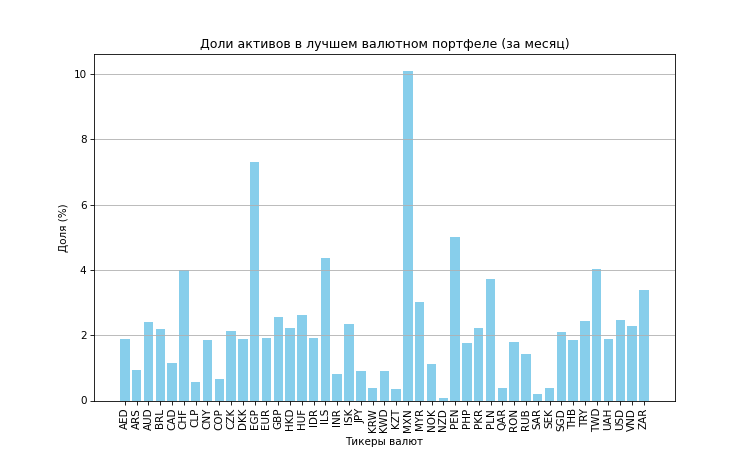 Доли активов в лучшем валютном портфеле (за месяц)
Доля (%)
10
8
6
4
2
0
AED ARS AUD BRL CAD CHF CLP CNY COP CZK DKK EGP EUR GBP HKD HUF IDR ILS INR ISK JPY KRW KWD KZT MXN MYR NOK NZD PEN PHP PKR PLN QAR RON RUB SAR SEK SGD THB TRY TWD UAH USD VND ZAR
Тикеры валют